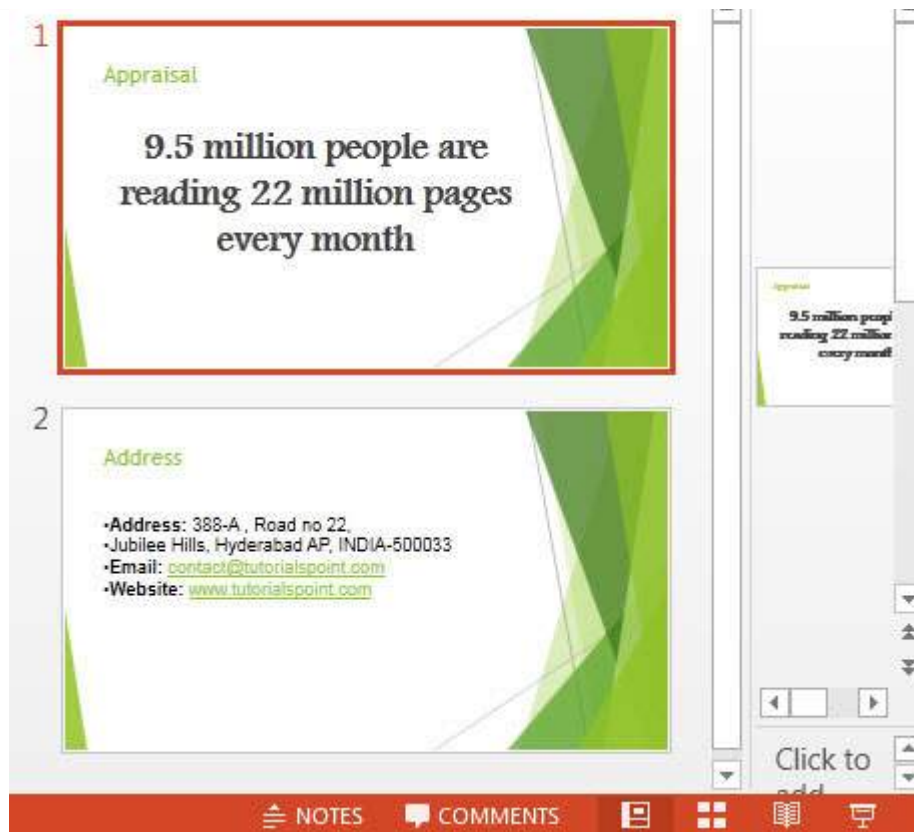 1
Appraisal
9.5 million people are
reading 22 million pages
every month
2
Address
•Address: 388-A , Road no 22,
•Jubilee Hills, Hyderabad AP, INDIA-500033
•Email: contact@tutorialspoint.com
•Website: www.tutorialspoint.com
Appraisal
9.5 million peopl
reading 22 million
every month
Click to
add
NOTES COMMENTS